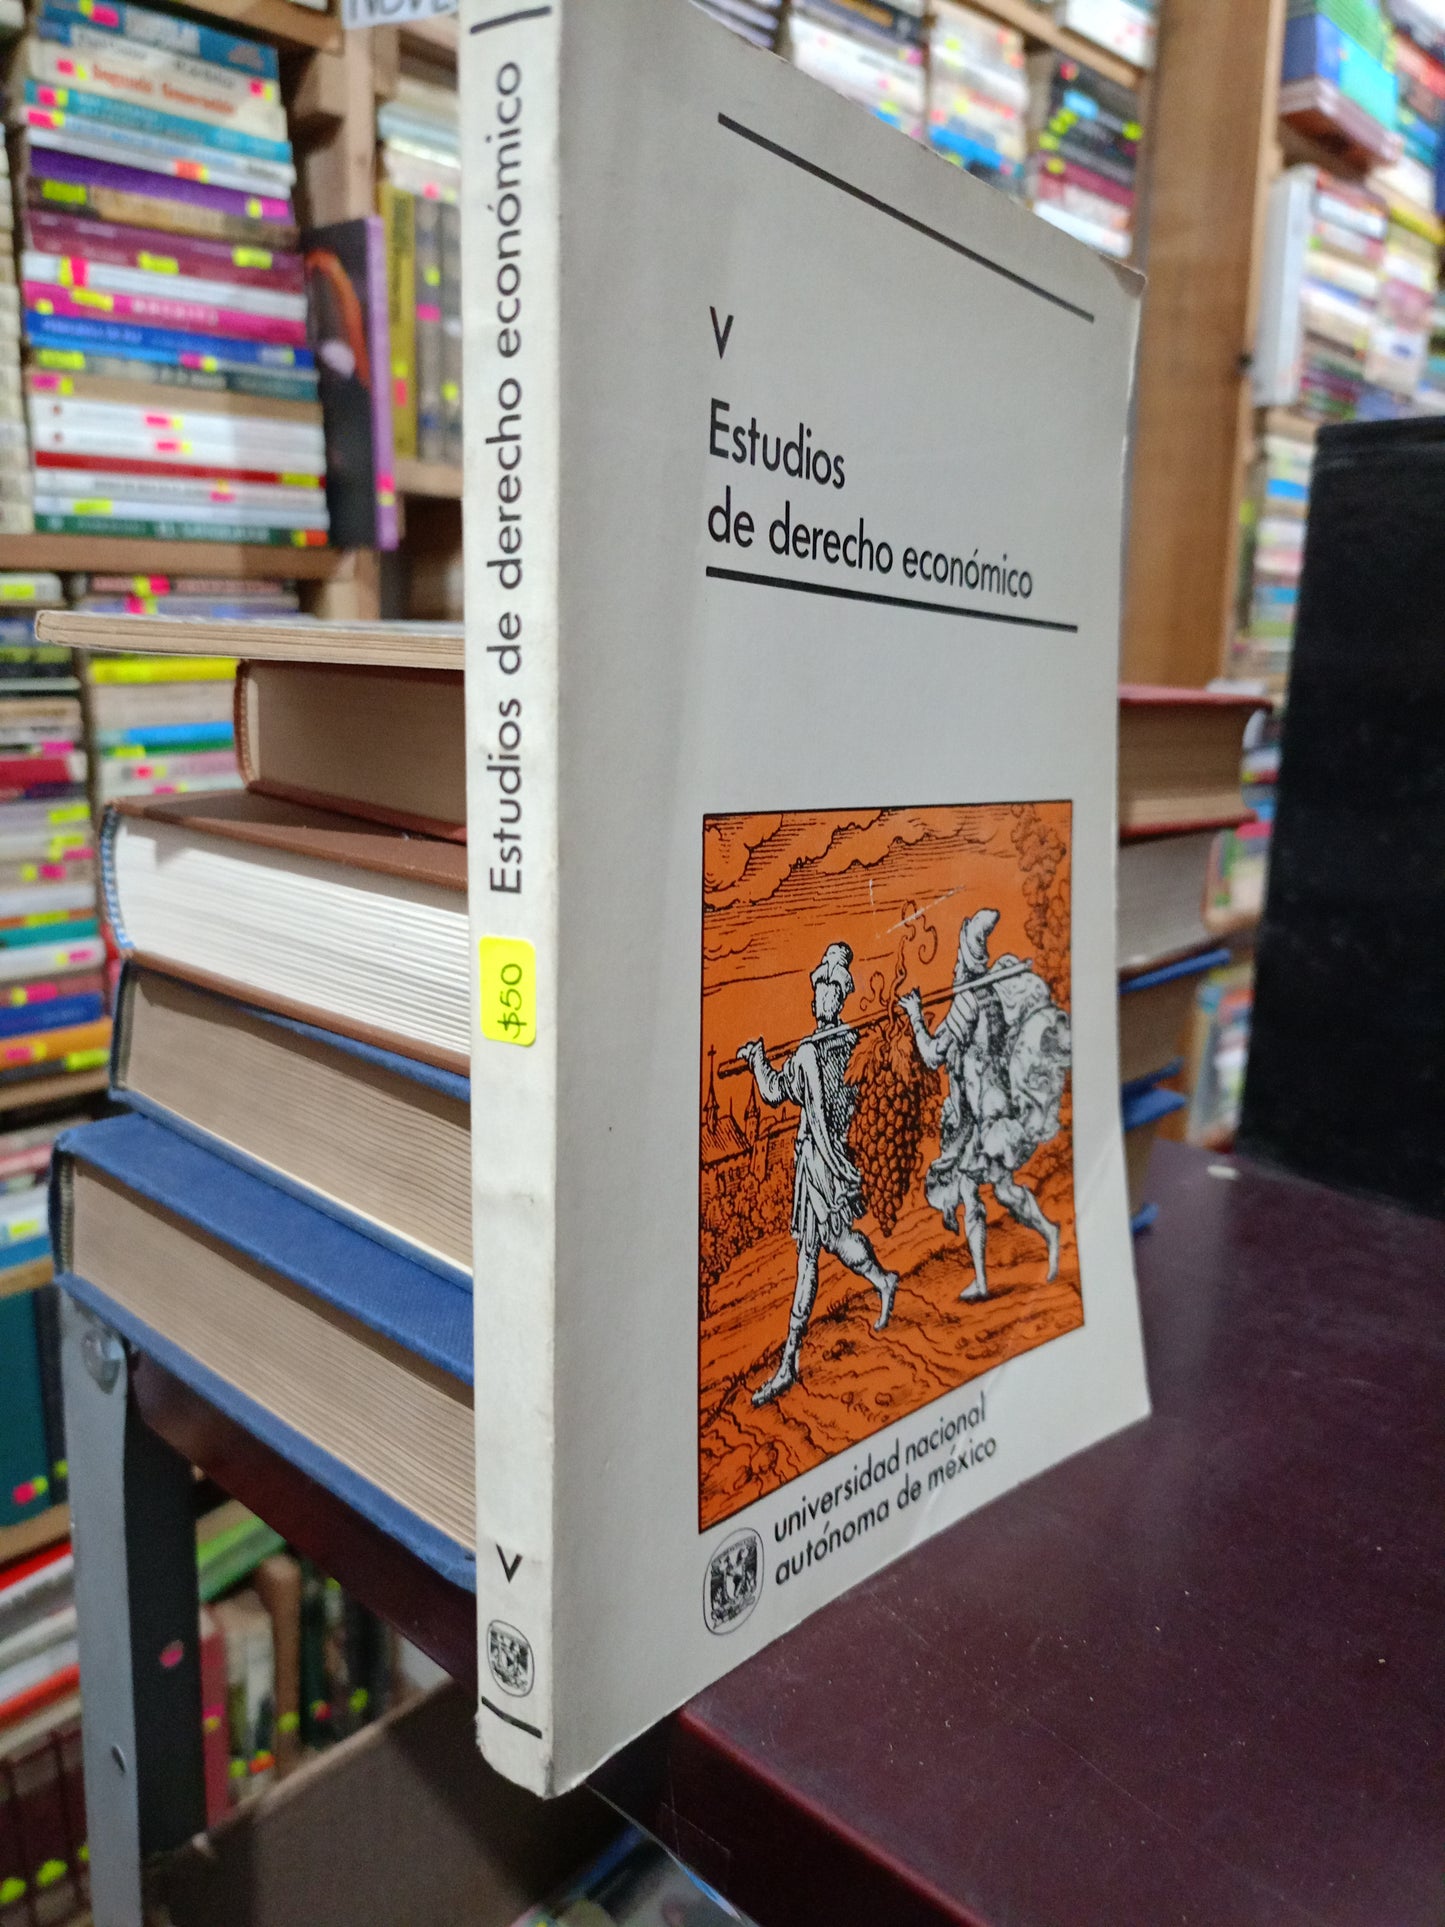 Estudios de derecho económico
$50
V
V
Estudios
de derecho económico
universidad nacional
autónoma de méxico